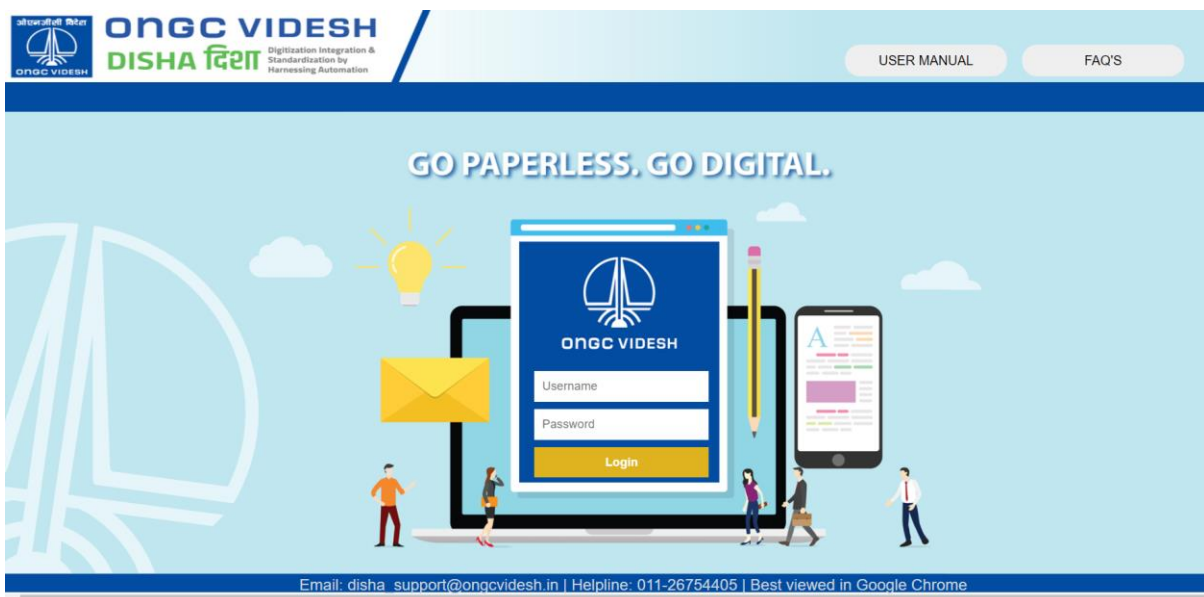 ओएनजीसी विदेश
ONGC VIDESH
ONGC VIDESH
DISHA दिशा
Digitization Integration &
Standardization by
Harnessing Automation
USER MANUAL
FAQ'S
GO PAPERLESS. GO DIGITAL.
ONGC VIDESH
Username
Password
Login
A
Email: disha_support@ongcvidesh.in | Helpline: 011-26754405 | Best viewed in Google Chrome